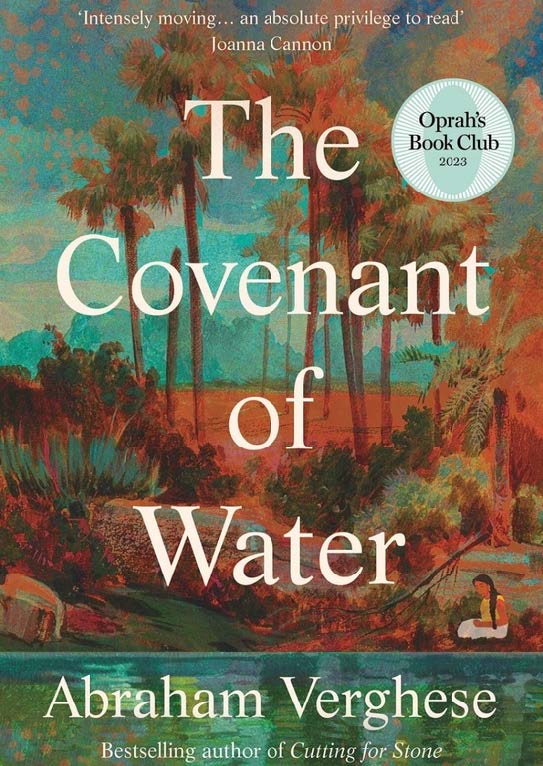 ‘Intensely moving… an absolute privilege to read’
Joanna Cannon
The
Oprah’s
Book Club
2023
Covenant
of
Water
Abraham Verghese
Bestselling author of Cutting for Stone